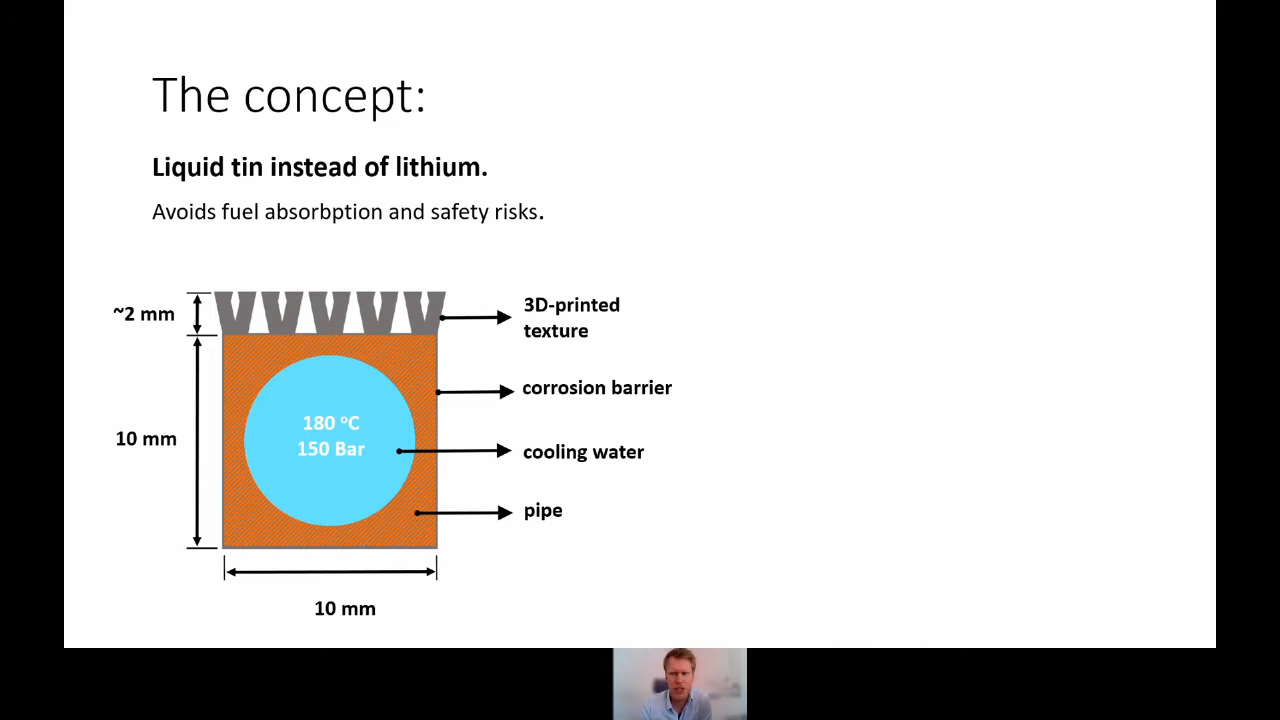 The concept:
Liquid tin instead of lithium.
Avoids fuel absorbption and safety risks.
~2 mm
3D-printed
texture
corrosion barrier
180 ºC
150 Bar
10 mm
cooling water
pipe
10 mm